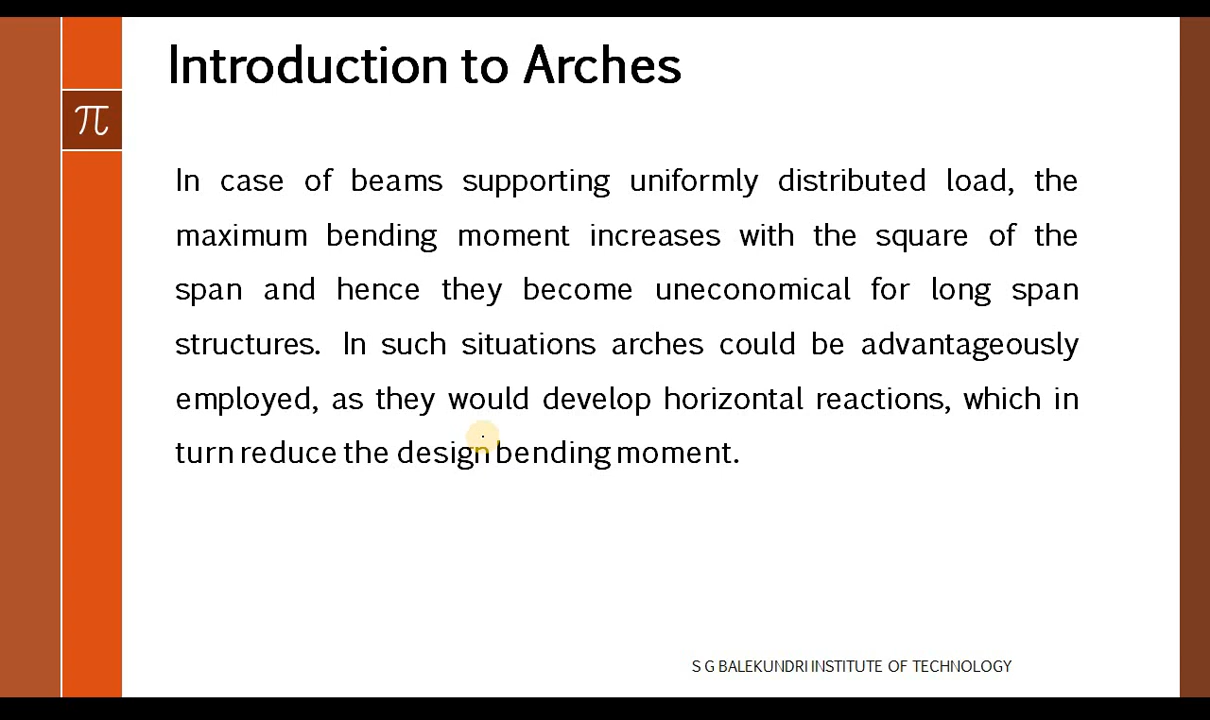 Introduction to Arches
π
In case of beams supporting uniformly distributed load, the
maximum bending moment increases with the square of the
span and hence they become uneconomical for long span
structures. In such situations arches could be advantageously
employed, as they would develop horizontal reactions, which in
turn reduce the design bending moment.
S G BALEKUNDRI INSTITUTE OF TECHNOLOGY